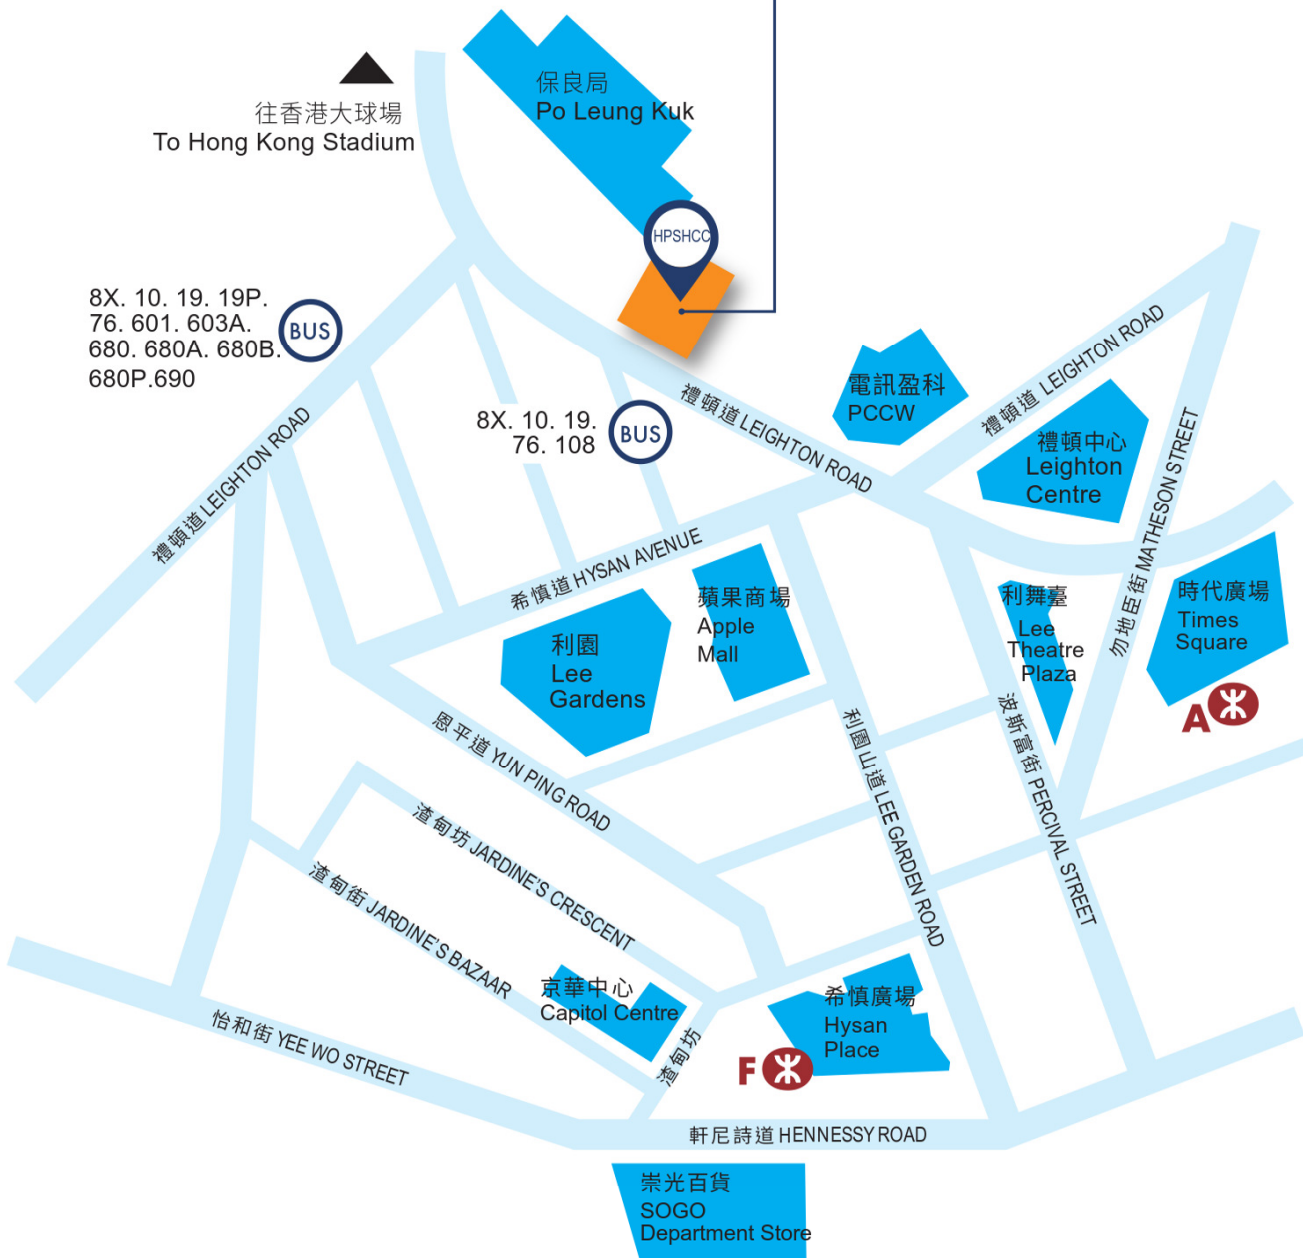 保良局
Po Leung Kuk
往香港大球場
To Hong Kong Stadium
HPSHCC
8X. 10. 19. 19P.
76. 601. 603A.
680. 680A. 680B.
680P.690
BUS
8X. 10. 19.
76. 108
BUS
禮頓道 LEIGHTON ROAD
禮頓道 LEIGHTON ROAD
禮頓道 LEIGHTON ROAD
電訊盈科
PCCW
禮頓中心
Leighton
Centre
勿地臣街 MATHESON STREET
希慎道 HYSAN AVENUE
利園
Lee
Gardens
蘋果商場
Apple
Mall
利舞臺
Lee
Theatre
Plaza
時代廣場
Times
Square
A
恩平道 YUN PING ROAD
利園山道 LEE GARDEN ROAD
波斯富街 PERCIVAL STREET
渣甸坊 JARDINE'S CRESCENT
渣甸街 JARDINE'S BAZAAR
京華中心
Capitol Centre
渣甸坊
希慎廣場
Hysan
Place
F
怡和街 YEE WO STREET
軒尼詩道 HENNESSY ROAD
崇光百貨
SOGO
Department Store